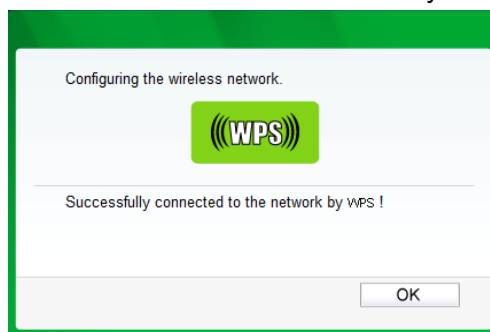 Configuring the wireless network.
(((WPS)))
Successfully connected to the network by WPS !
OK